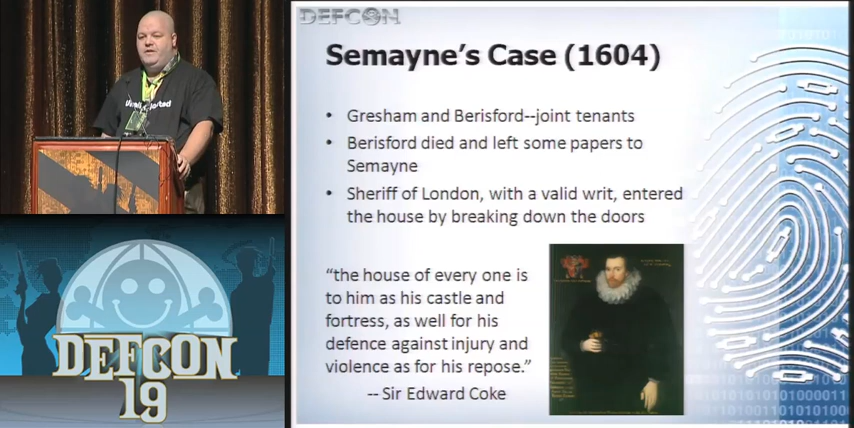 DEFCON
Semayne's Case (1604)
• Gresham and Berisford--joint tenants
• Berisford died and left some papers to
Semayne
• Sheriff of London, with a valid writ, entered
the house by breaking down the doors
"the house of every one is
to him as his castle and
fortress, as well for his
defence against injury and
violence as for his repose."
-- Sir Edward Coke
DEFCON
19